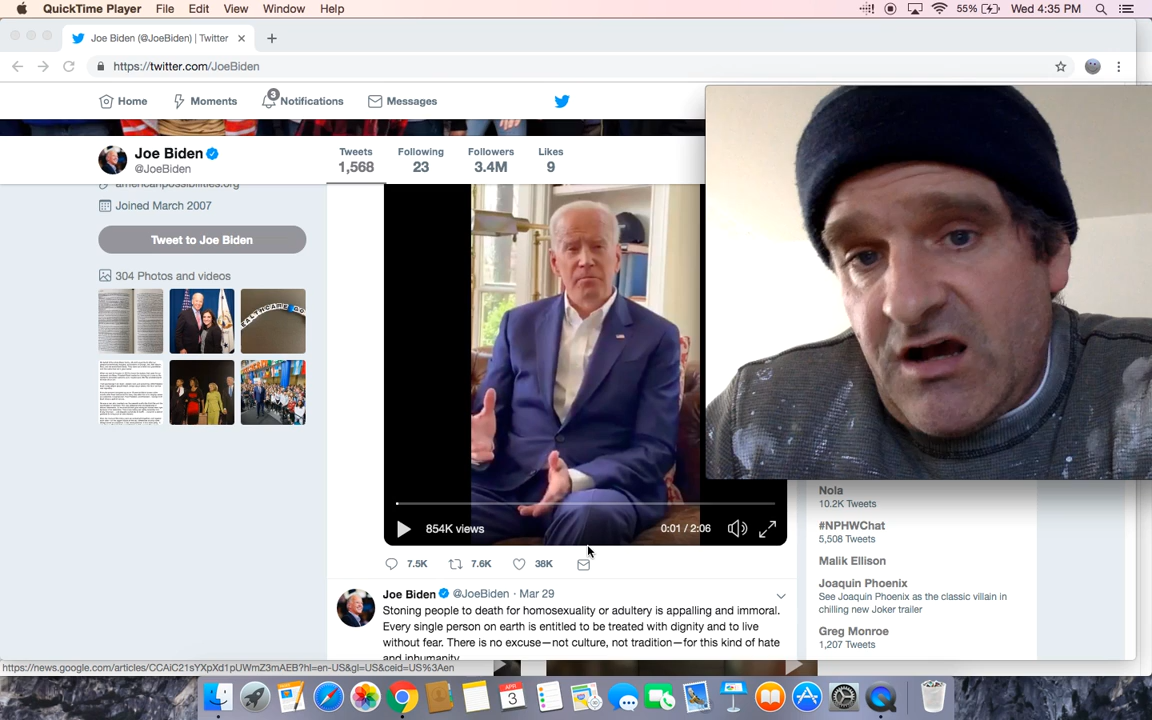 QuickTime Player File Edit View Window Help 55% Wed 4:35 PM
Joe Biden (@JoeBiden) | Twitter
https://twitter.com/JoeBiden
Home Moments 3 Notifications Messages
Joe Biden
@JoeBiden
Tweets 1,568
Following 23
Followers 3.4M
Likes 9
americanpossibilities.org
Joined March 2007
Tweet to Joe Biden
304 Photos and videos
854K views 0:01 / 2:06
7.5K 7.6K 38K
Joe Biden @JoeBiden · Mar 29
Stoning people to death for homosexuality or adultery is appalling and immoral.
Every single person on earth is entitled to be treated with dignity and to live
without fear. There is no excuse—not culture, not tradition—for this kind of hate
and inhumanity.
Nola
10.2K Tweets
#NPHWChat
5,508 Tweets
Malik Ellison
Joaquin Phoenix
See Joaquin Phoenix as the classic villain in
chilling new Joker trailer
Greg Monroe
1,207 Tweets
https://news.google.com/articles/CCAiC21sYXpXd1pUWmZ3mAEB?hl=en-US&gl=US&ceid=US%3Aen
APR
3